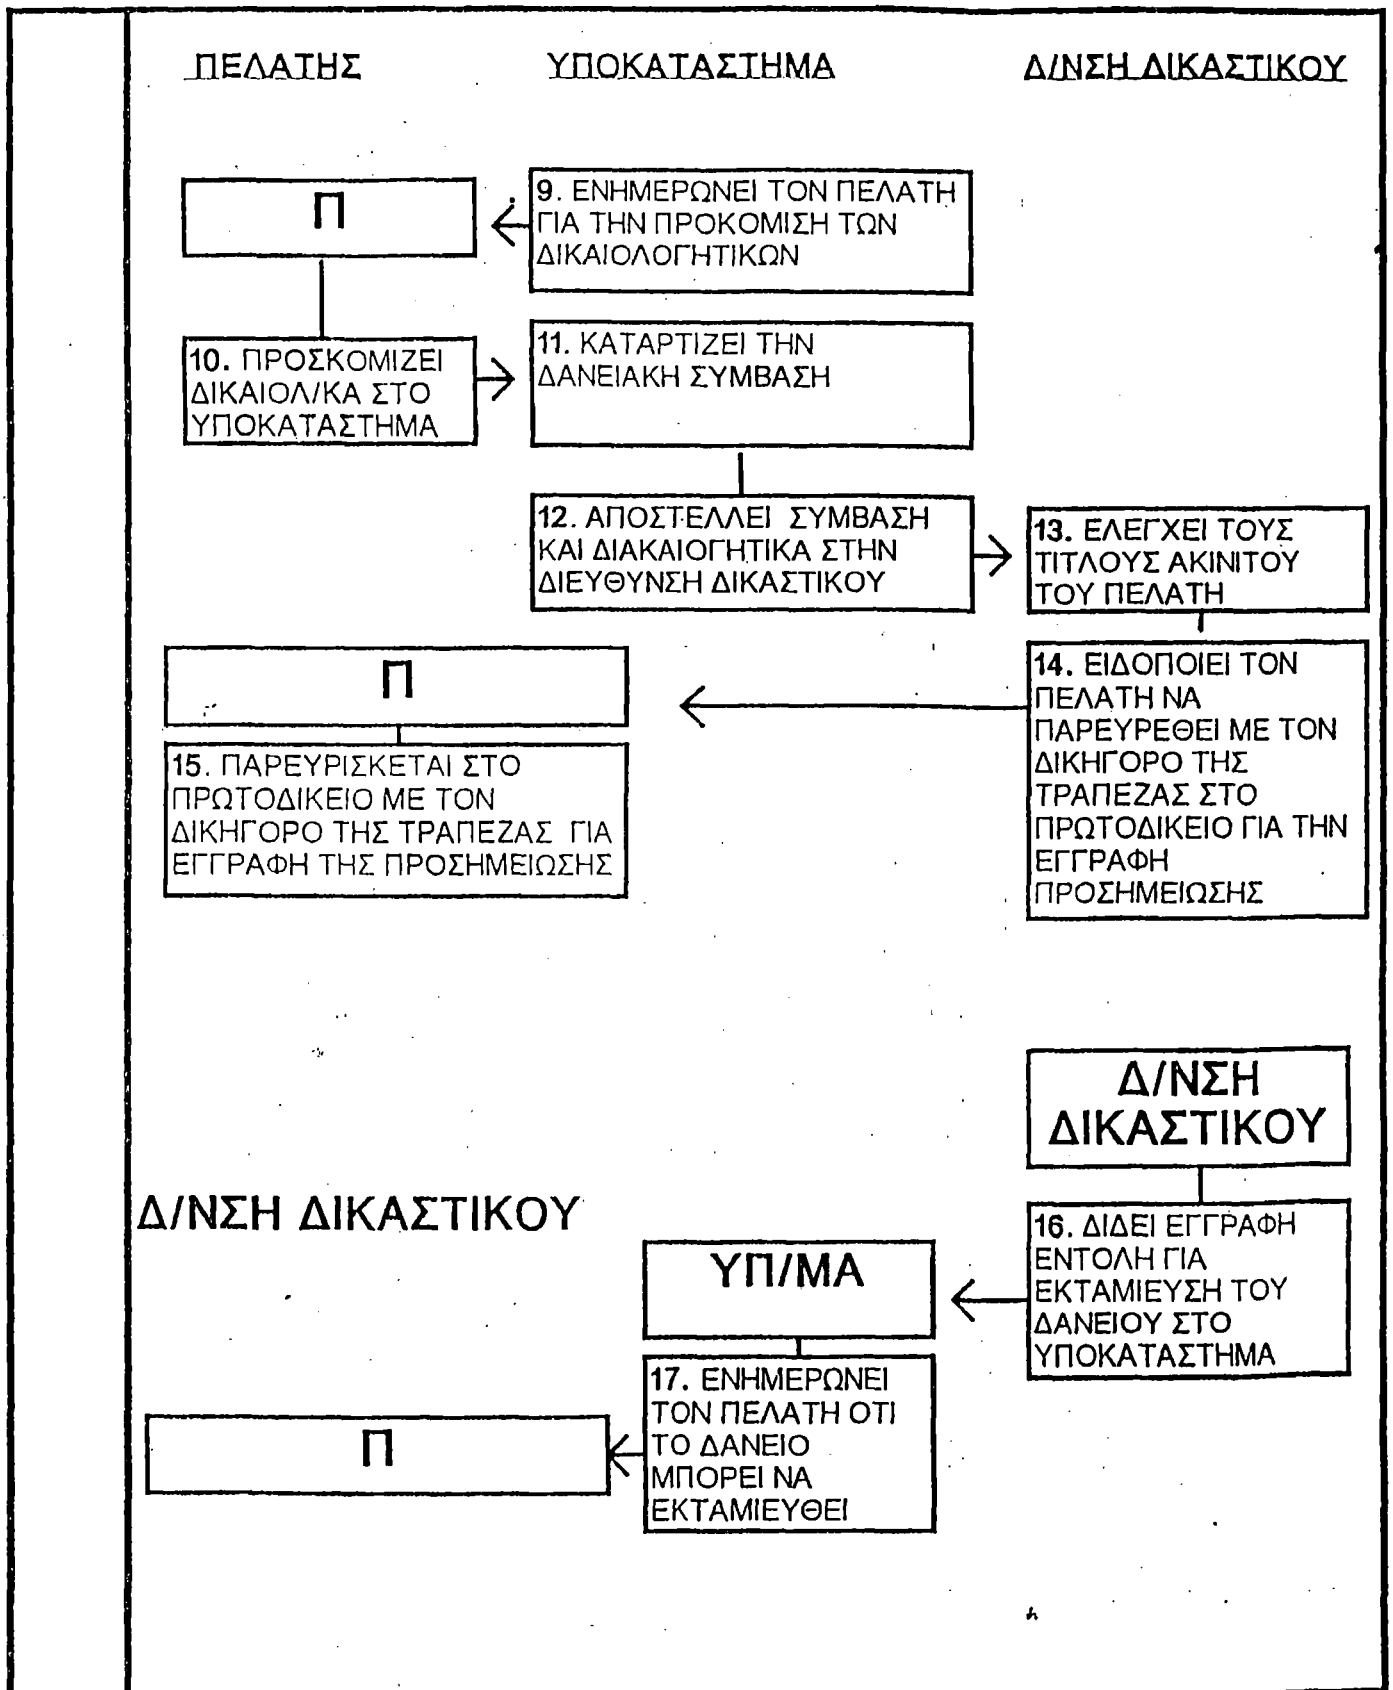 ΠΕΛΑΤΗΣ ΥΠΟΚΑΤΑΣΤΗΜΑ Δ/ΝΣΗ ΔΙΚΑΣΤΙΚΟΥ
Π
9. ΕΝΗΜΕΡΩΝΕΙ ΤΟΝ ΠΕΛΑΤΗ
ΓΙΑ ΤΗΝ ΠΡΟΚΟΜΙΣΗ ΤΩΝ
ΔΙΚΑΙΟΛΟΓΗΤΙΚΩΝ
10. ΠΡΟΣΚΟΜΙΖΕΙ
ΔΙΚΑΙΟΛ/ΚΑ ΣΤΟ
ΥΠΟΚΑΤΑΣΤΗΜΑ
11. ΚΑΤΑΡΤΙΖΕΙ ΤΗΝ
ΔΑΝΕΙΑΚΗ ΣΥΜΒΑΣΗ
12. ΑΠΟΣΤΕΛΛΕΙ ΣΥΜΒΑΣΗ
ΚΑΙ ΔΙΑΚΑΙΟΓΗΤΙΚΑ ΣΤΗΝ
ΔΙΕΥΘΥΝΣΗ ΔΙΚΑΣΤΙΚΟΥ
13. ΕΛΕΓΧΕΙ ΤΟΥΣ
ΤΙΤΛΟΥΣ ΑΚΙΝΙΤΟΥ
ΤΟΥ ΠΕΛΑΤΗ
14. ΕΙΔΟΠΟΙΕΙ ΤΟΝ
ΠΕΛΑΤΗ ΝΑ
ΠΑΡΕΥΡΕΘΕΙ ΜΕ ΤΟΝ
ΔΙΚΗΓΟΡΟ ΤΗΣ
ΤΡΑΠΕΖΑΣ ΣΤΟ
ΠΡΩΤΟΔΙΚΕΙΟ ΓΙΑ ΤΗΝ
ΕΓΓΡΑΦΗ
ΠΡΟΣΗΜΕΙΩΣΗΣ
Π
15. ΠΑΡΕΥΡΙΣΚΕΤΑΙ ΣΤΟ
ΠΡΩΤΟΔΙΚΕΙΟ ΜΕ ΤΟΝ
ΔΙΚΗΓΟΡΟ ΤΗΣ ΤΡΑΠΕΖΑΣ ΓΙΑ
ΕΓΓΡΑΦΗ ΤΗΣ ΠΡΟΣΗΜΕΙΩΣΗΣ
Δ/ΝΣΗ
ΔΙΚΑΣΤΙΚΟΥ
Δ/ΝΣΗ ΔΙΚΑΣΤΙΚΟΥ
16. ΔΙΔΕΙ ΕΓΓΡΑΦΗ
ΕΝΤΟΛΗ ΓΙΑ
ΕΚΤΑΜΙΕΥΣΗ ΤΟΥ
ΔΑΝΕΙΟΥ ΣΤΟ
ΥΠΟΚΑΤΑΣΤΗΜΑ
ΥΠ/ΜΑ
17. ΕΝΗΜΕΡΩΝΕΙ
ΤΟΝ ΠΕΛΑΤΗ ΟΤΙ
ΤΟ ΔΑΝΕΙΟ
ΜΠΟΡΕΙ ΝΑ
ΕΚΤΑΜΙΕΥΘΕΙ
Π